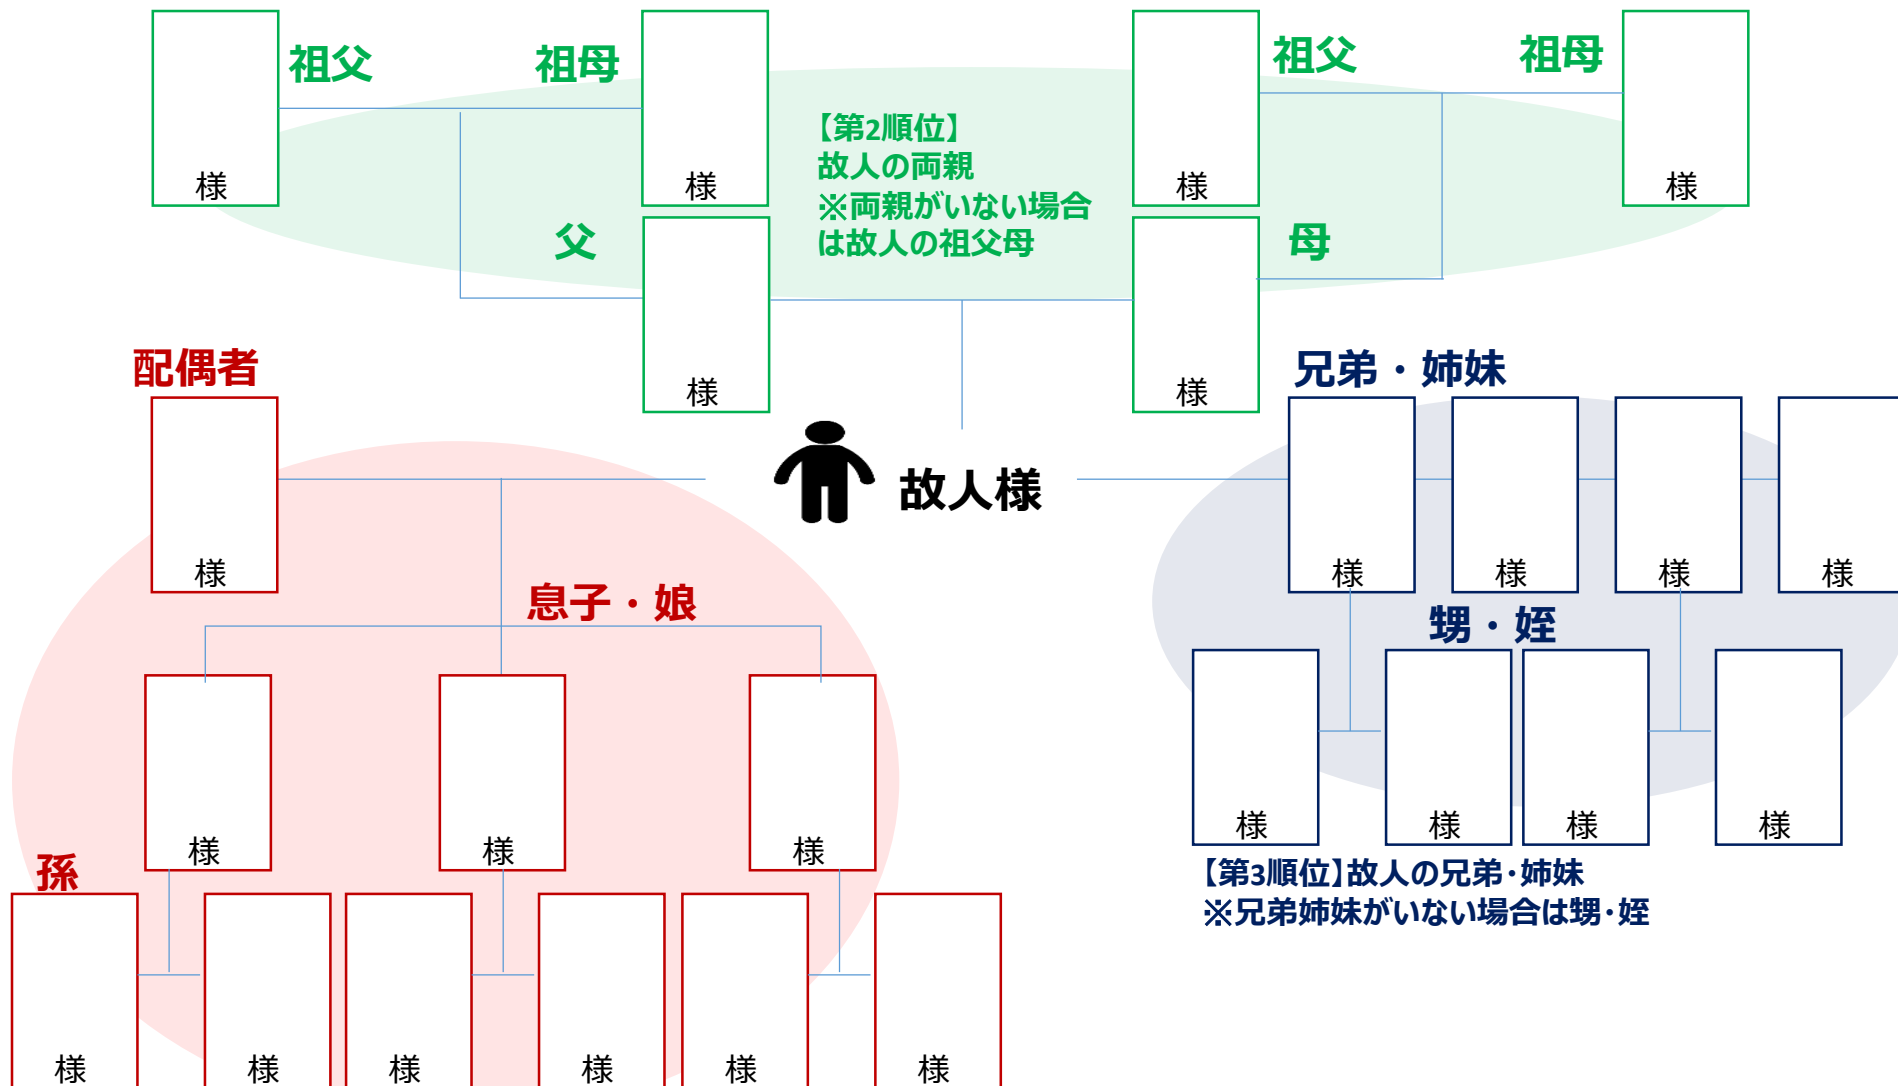 祖父
祖母
祖父
祖母
様
様
様
様
【第2順位】
故人の両親
※両親がいない場合
は故人の祖父母
父
母
様
様
配偶者
兄弟・姉妹
故人様
様
様
様
様
様
息子・娘
甥・姪
様
様
様
様
様
様
様
【第3順位】故人の兄弟・姉妹
※兄弟姉妹がいない場合は甥・姪
孫
様
様
様
様
様
様